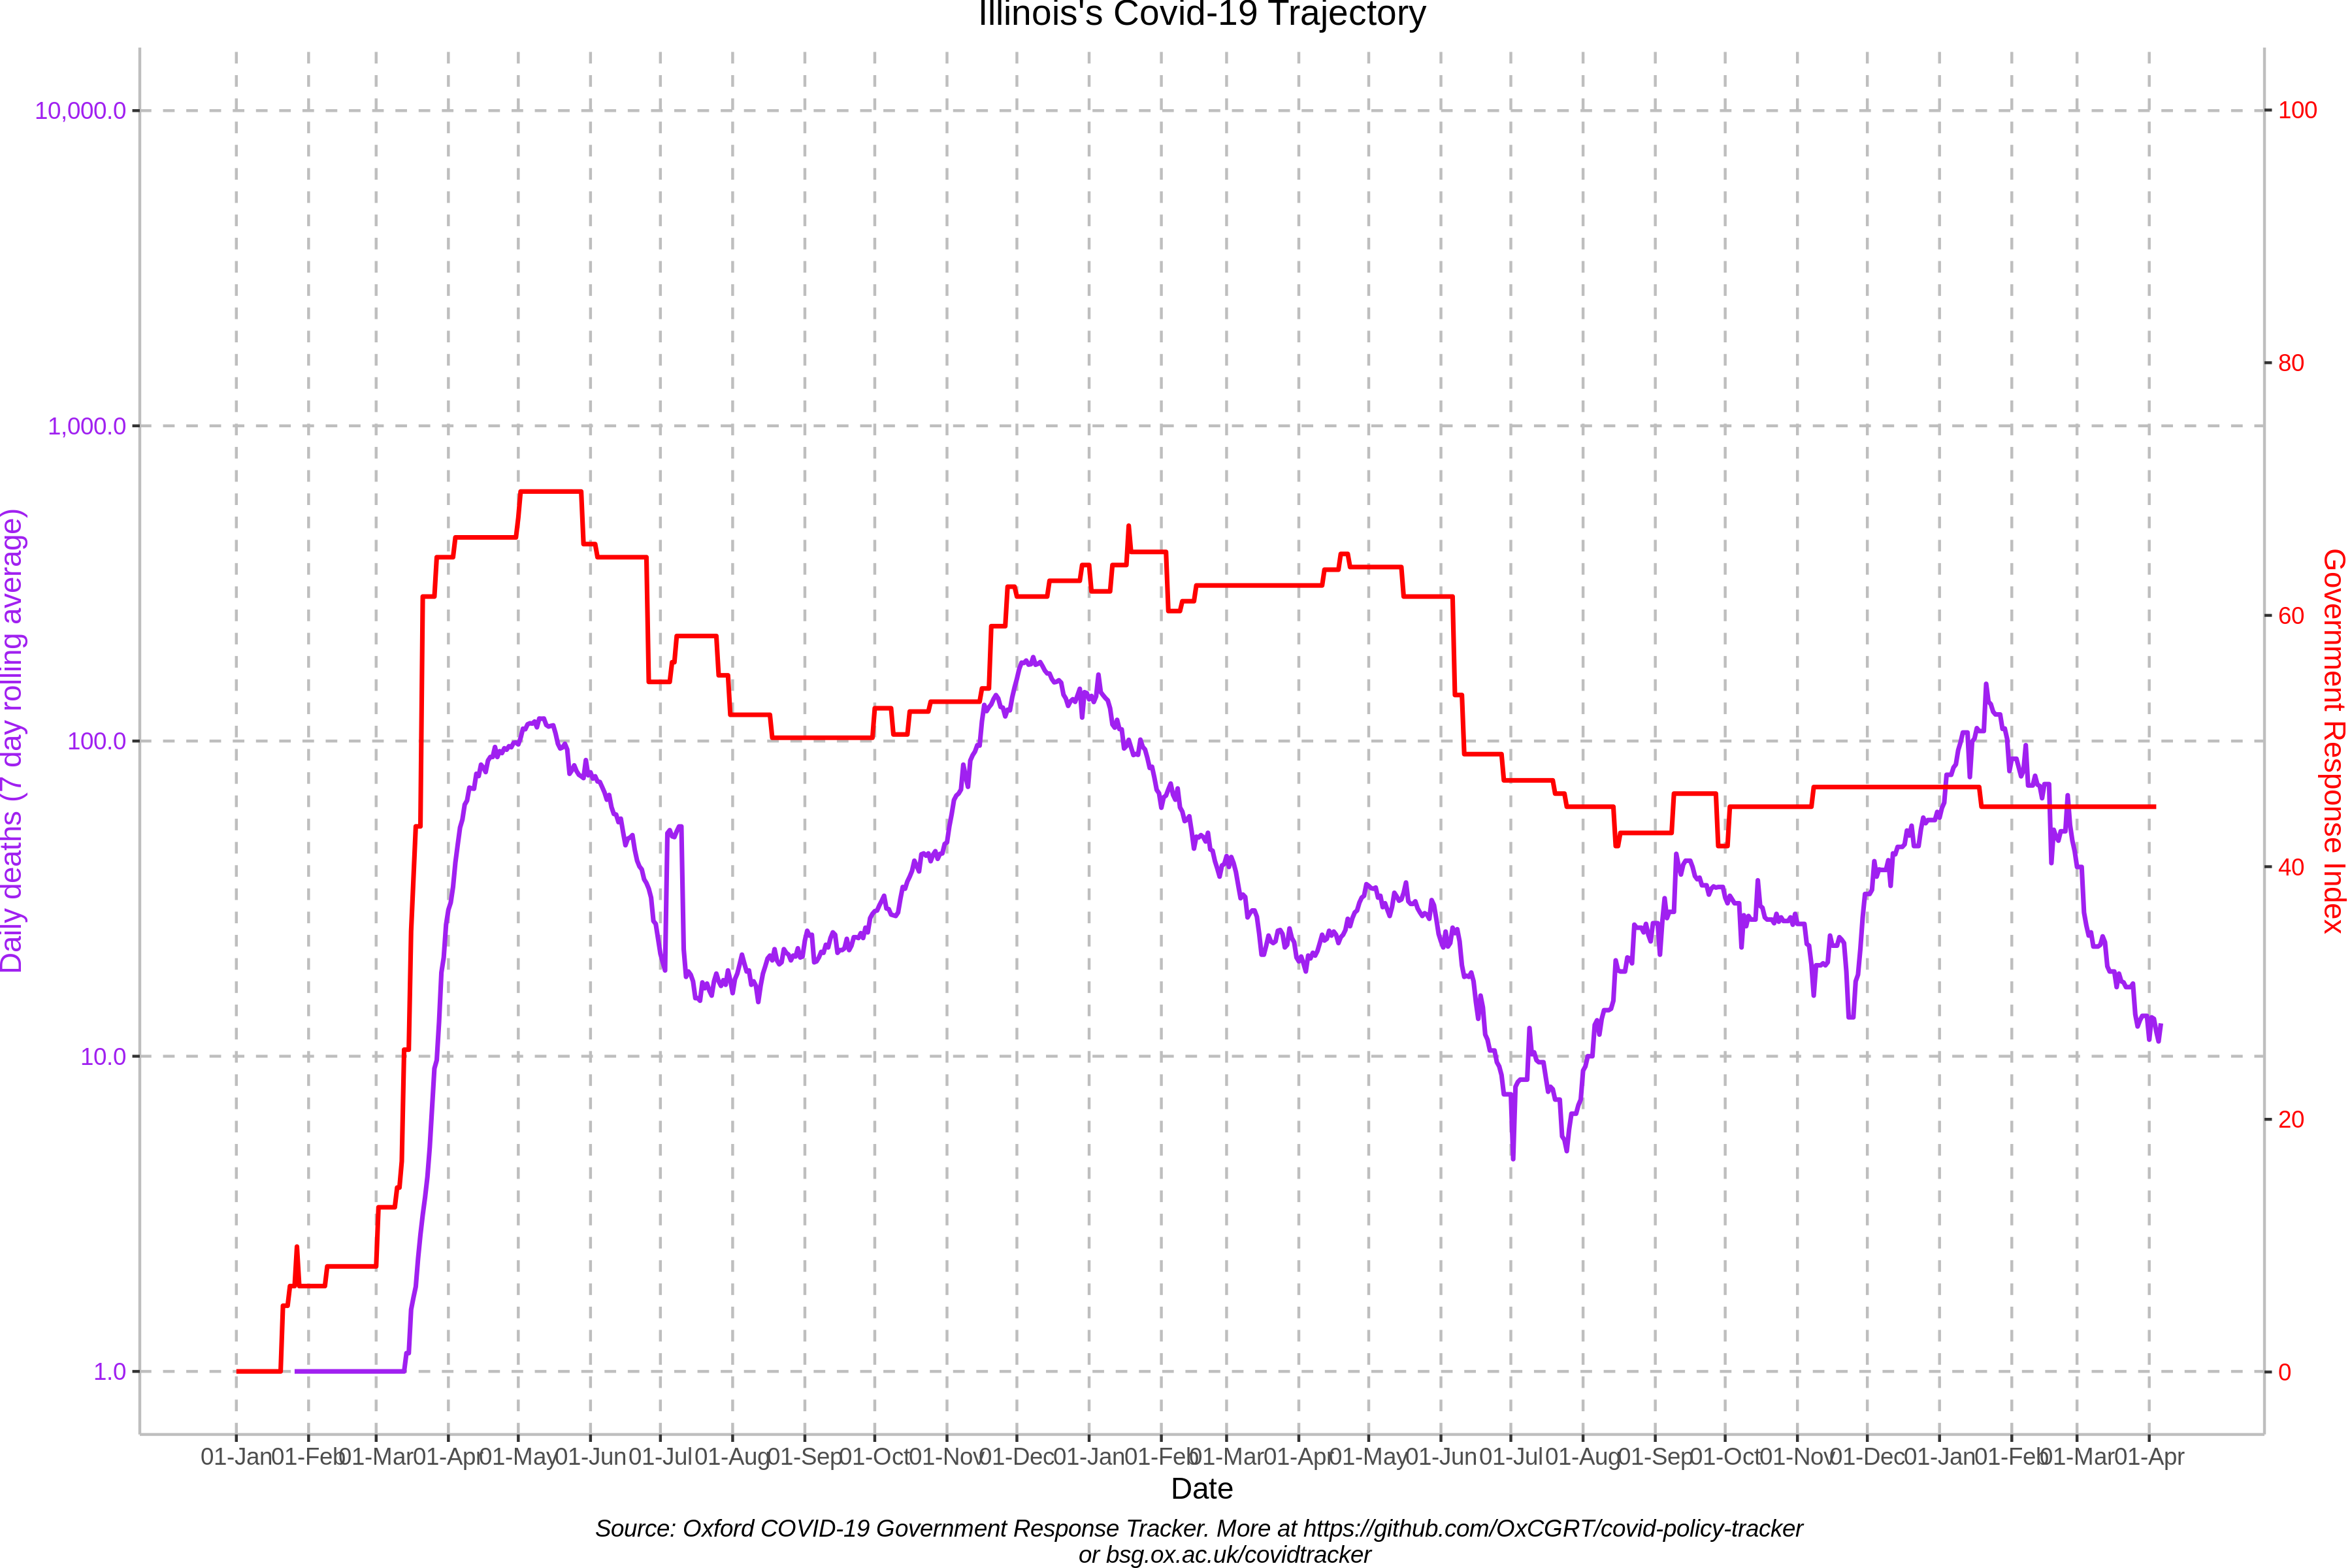 Illinois's Covid-19 Trajectory
10,000.0
1,000.0
100.0
10.0
1.0
Daily deaths (7 day rolling average)
100
80
60
40
20
0
Government Response Index
01-Jan 01-Feb 01-Mar 01-Apr 01-May 01-Jun 01-Jul 01-Aug 01-Sep 01-Oct 01-Nov 01-Dec 01-Jan 01-Feb 01-Mar 01-Apr 01-May 01-Jun 01-Jul 01-Aug 01-Sep 01-Oct 01-Nov 01-Dec 01-Jan 01-Feb 01-Mar 01-Apr
Date
Source: Oxford COVID-19 Government Response Tracker. More at https://github.com/OxCGRT/covid-policy-tracker
or bsg.ox.ac.uk/covidtracker